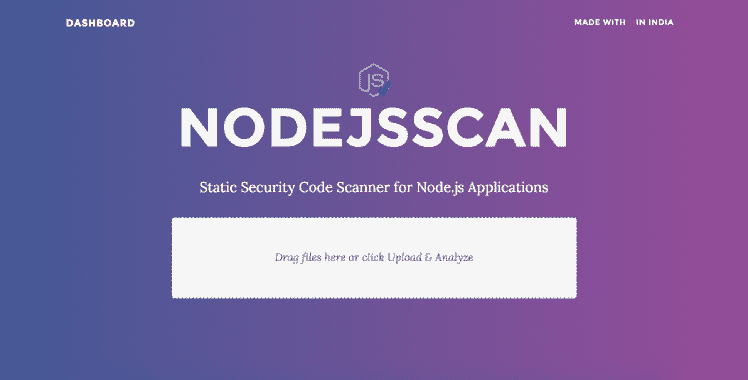 DASHBOARD
MADE WITH IN INDIA
JS
NODEJSSCAN
Static Security Code Scanner for Node.js Applications
Drag files here or click Upload & Analyze